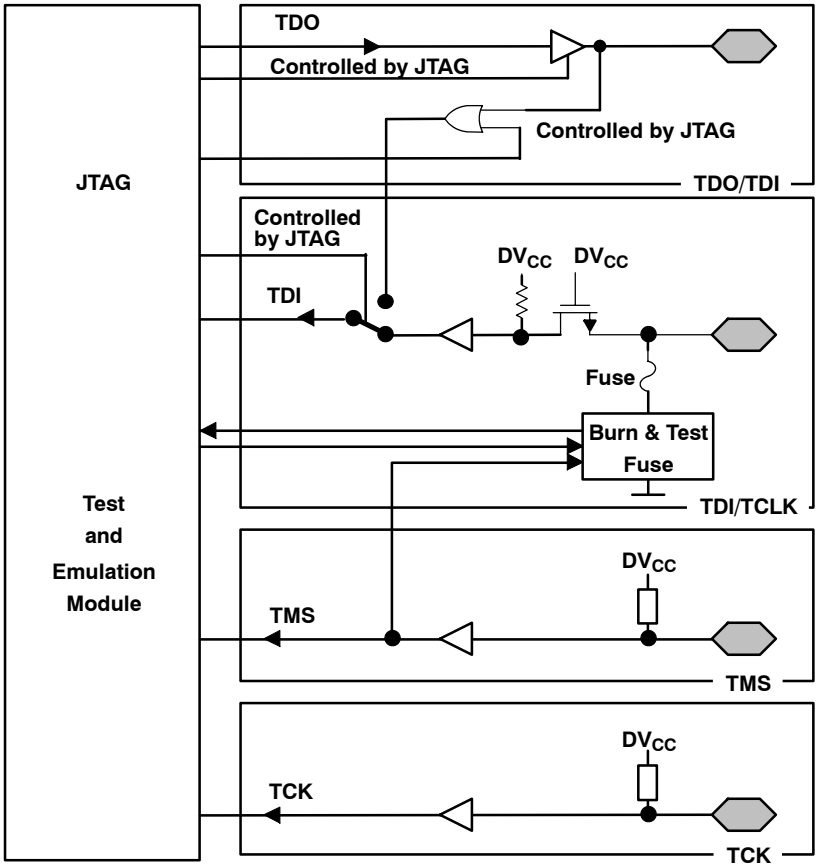 TDO
Controlled by JTAG
Controlled by JTAG
JTAG
TDO/TDI
Controlled
by JTAG
DVCC
DVCC
TDI
Fuse
Burn & Test
Fuse
TDI/TCLK
Test
and
Emulation
Module
DVCC
TMS
TMS
DVCC
TCK
TCK